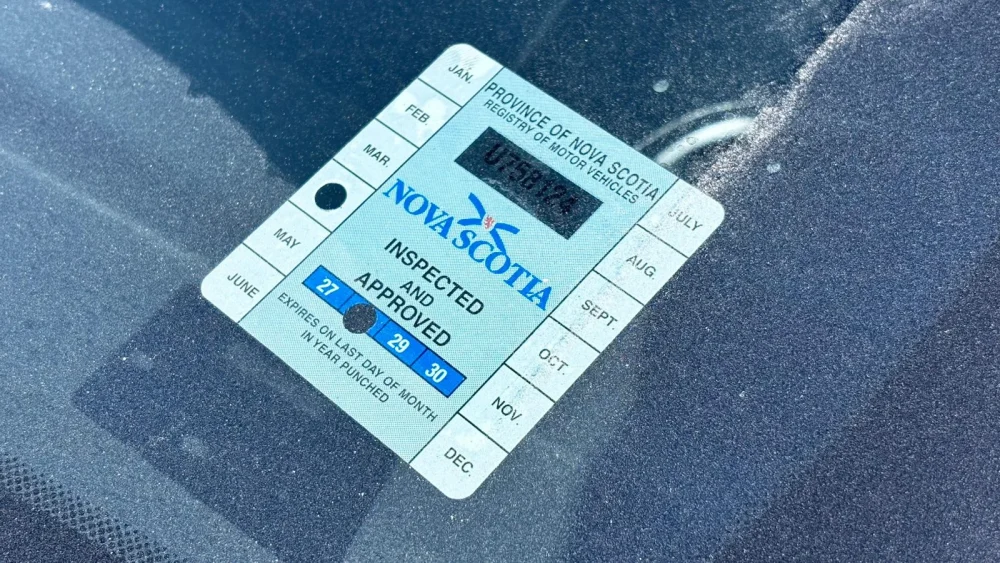 JAN.
FEB.
MAR.
MAY
JUNE
PROVINCE OF NOVA SCOTIA
REGISTRY OF MOTOR VEHICLES
U758124
NOVA SCOTIA
INSPECTED
AND
APPROVED
27 29 30
EXPIRES ON LAST DAY OF MONTH
IN YEAR PUNCHED
JULY
AUG.
SEPT.
OCT.
NOV.
DEC.